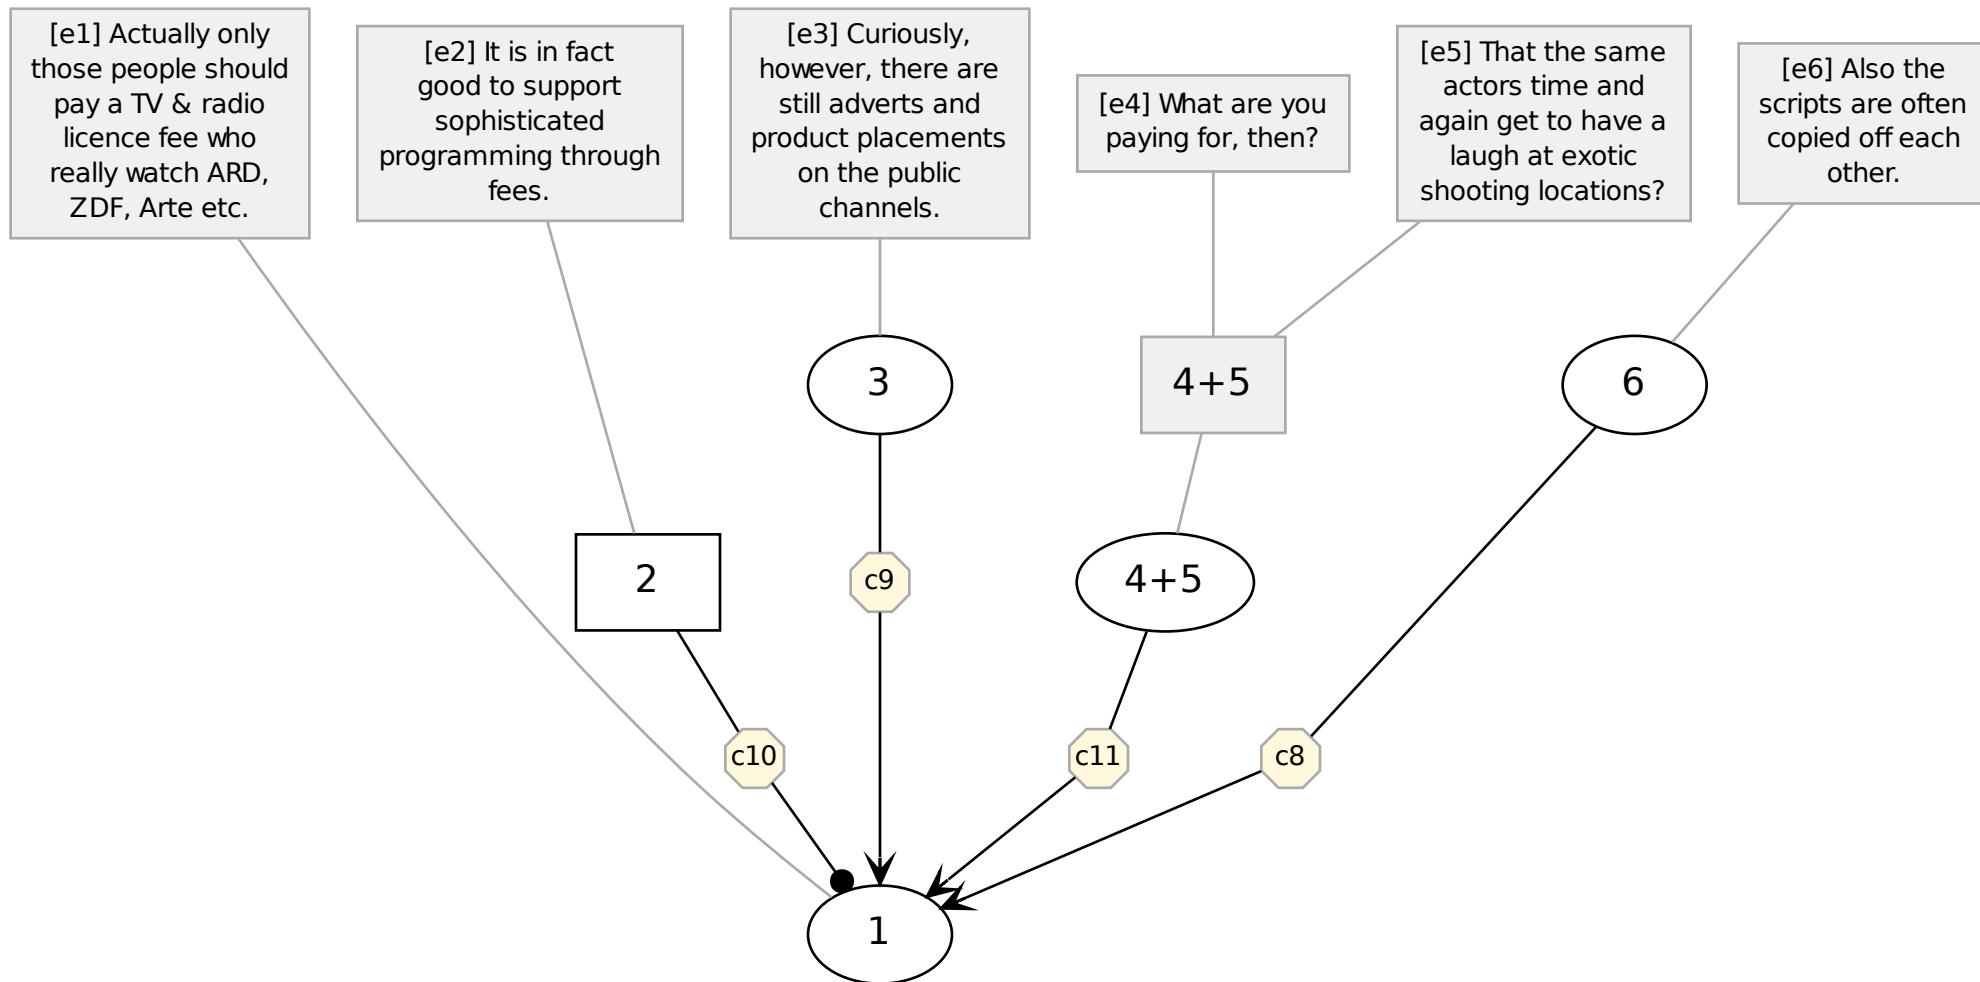 [e1] Actually only
those people should
pay a TV & radio
licence fee who
really watch ARD,
ZDF, Arte etc.
[e2] It is in fact
good to support
sophisticated
programming through
fees.
[e3] Curiously,
however, there are
still adverts and
product placements
on the public
channels.
[e4] What are you
paying for, then?
[e5] That the same
actors time and
again get to have a
laugh at exotic
shooting locations?
[e6] Also the
scripts are often
copied off each
other.
3
4+5
6
2
c9
4+5
c10
c11
c8
1